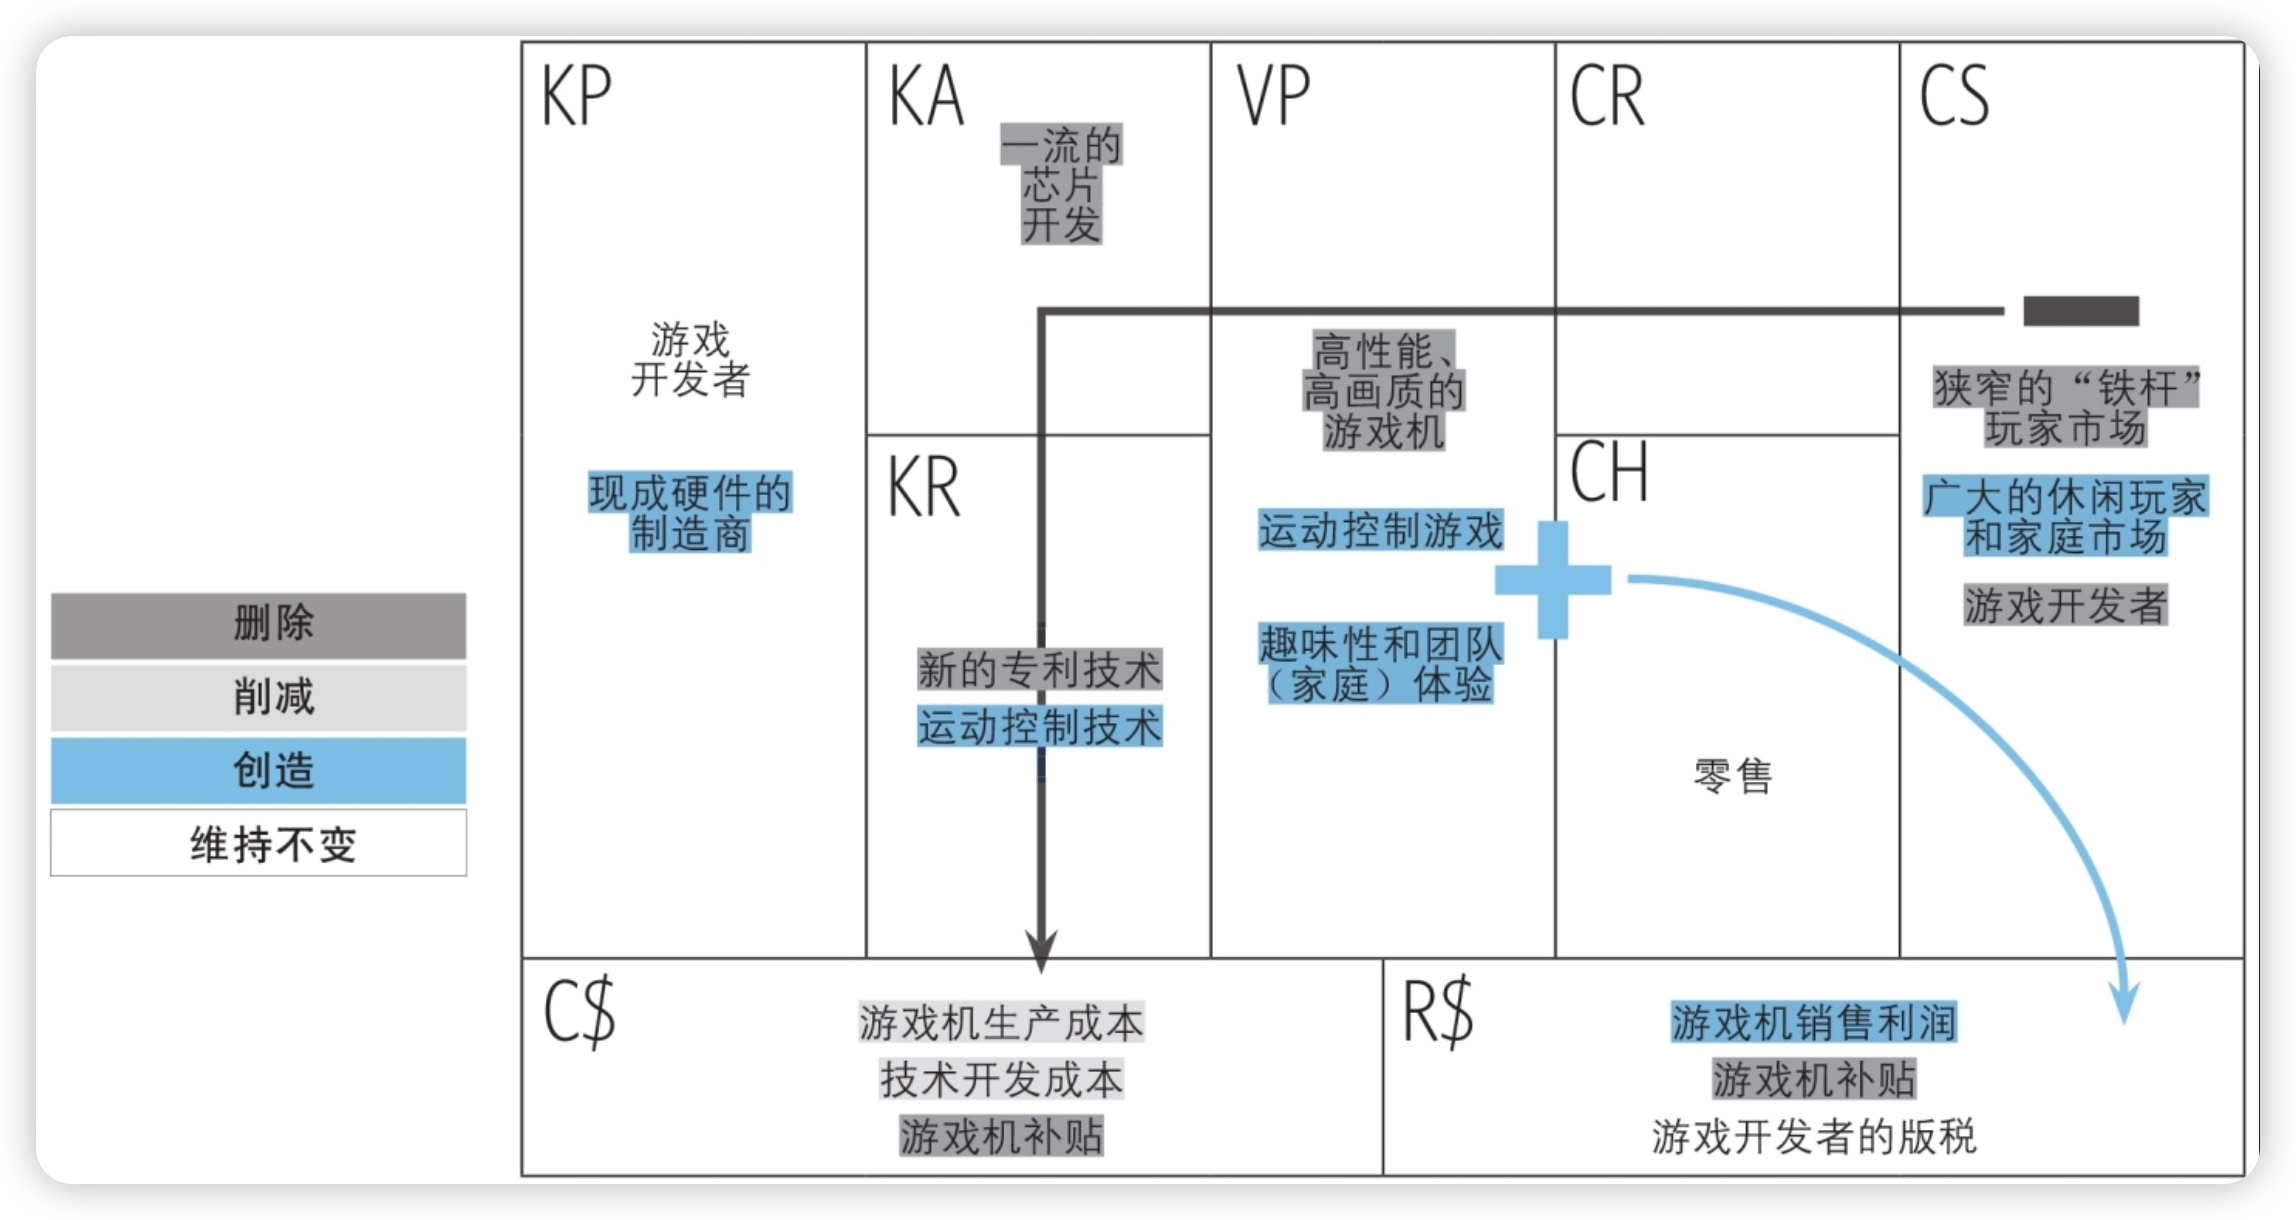 删除
削减
创造
维持不变
KP
游戏
开发者
现成硬件的
制造商
KA
一流的
芯片
开发
KR
新的专利技术
运动控制技术
VP
高性能、
高画质的
游戏机
运动控制游戏
趣味性和团队
（家庭）体验
CR
CH
零售
CS
狭窄的“铁杆”
玩家市场
广大的休闲玩家
和家庭市场
游戏开发者
C$
游戏机生产成本
技术开发成本
游戏机补贴
R$
游戏机销售利润
游戏机补贴
游戏开发者的版税